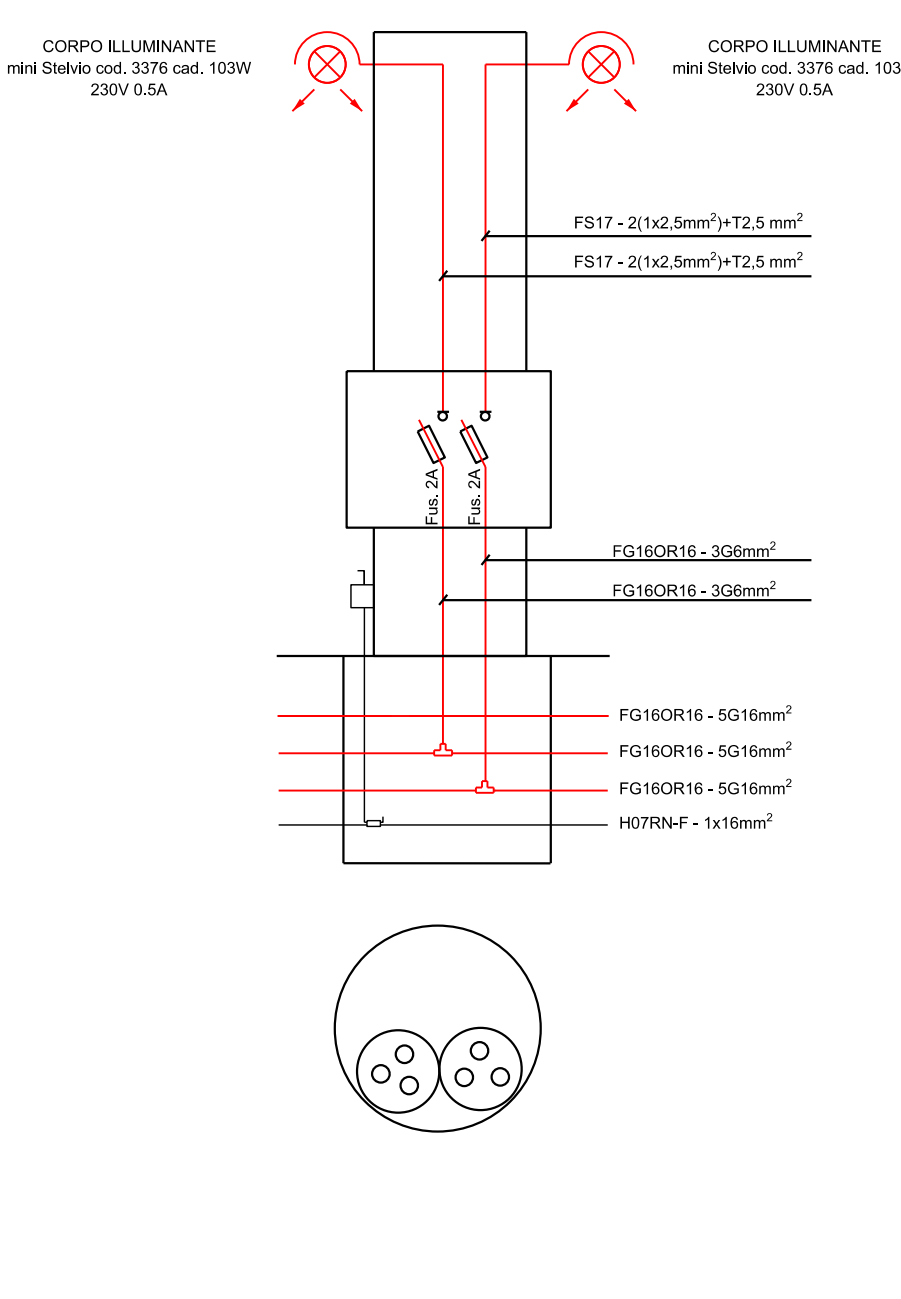 CORPO ILLUMINANTE
mini Stelvio cod. 3376 cad. 103W
230V 0.5A
CORPO ILLUMINANTE
mini Stelvio cod. 3376 cad. 103
230V 0.5A
FS17 - 2(1x2,5mm²)+T2,5 mm²
FS17 - 2(1x2,5mm²)+T2,5 mm²
Fus. 2A
Fus. 2A
FG16OR16 - 3G6mm²
FG16OR16 - 3G6mm²
FG16OR16 - 5G16mm²
FG16OR16 - 5G16mm²
FG16OR16 - 5G16mm²
H07RN-F - 1x16mm²